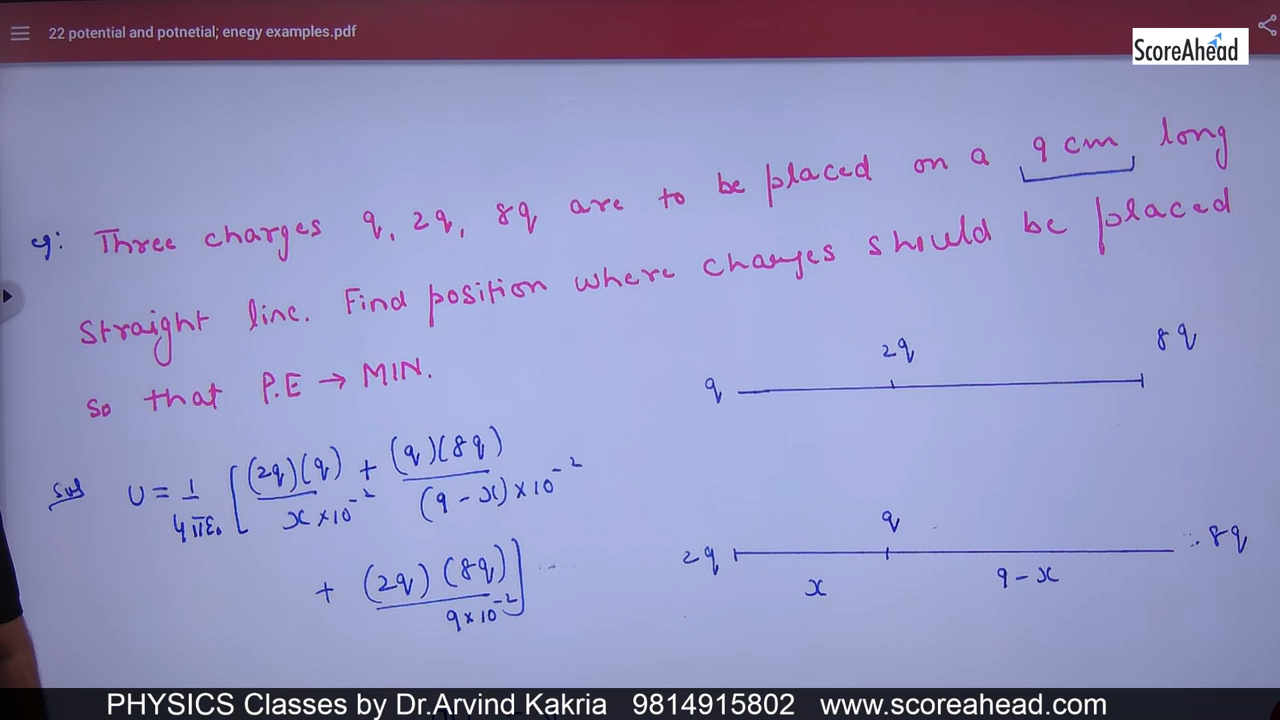 22 potential and potnetial; enegy examples.pdf
ScoreAhead
eg: Three charges q, 2q, 8q are to be placed on a 9 cm long
straight line. Find position where charges should be placed
so that P.E → MIN.
q 2q 8q
Sol U = 1/4πε₀ [(2q)(q)/x×10⁻² + (q)(8q)/(9-x)×10⁻²
+ (2q)(8q)/9×10⁻²]
2q q 8q
x 9-x
PHYSICS Classes by Dr.Arvind Kakria 9814915802 www.scoreahead.com